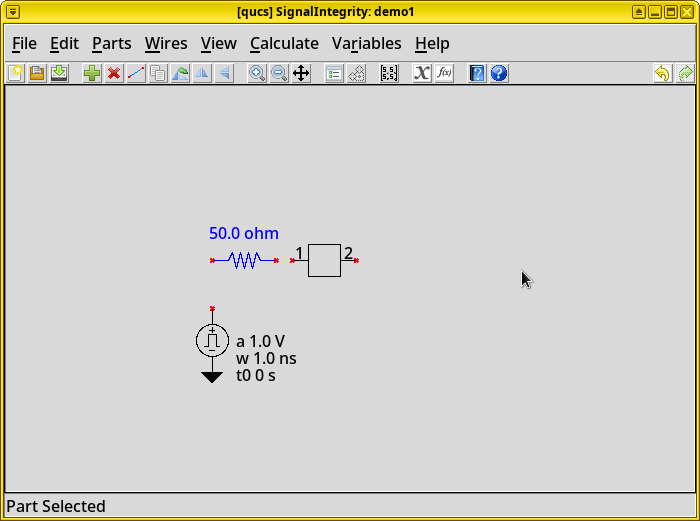 [qucs] SignalIntegrity: demo1
File Edit Parts Wires View Calculate Variables Help
X f(x) ? ?
50.0 ohm
1 2
a 1.0 V
w 1.0 ns
t0 0 s
Part Selected